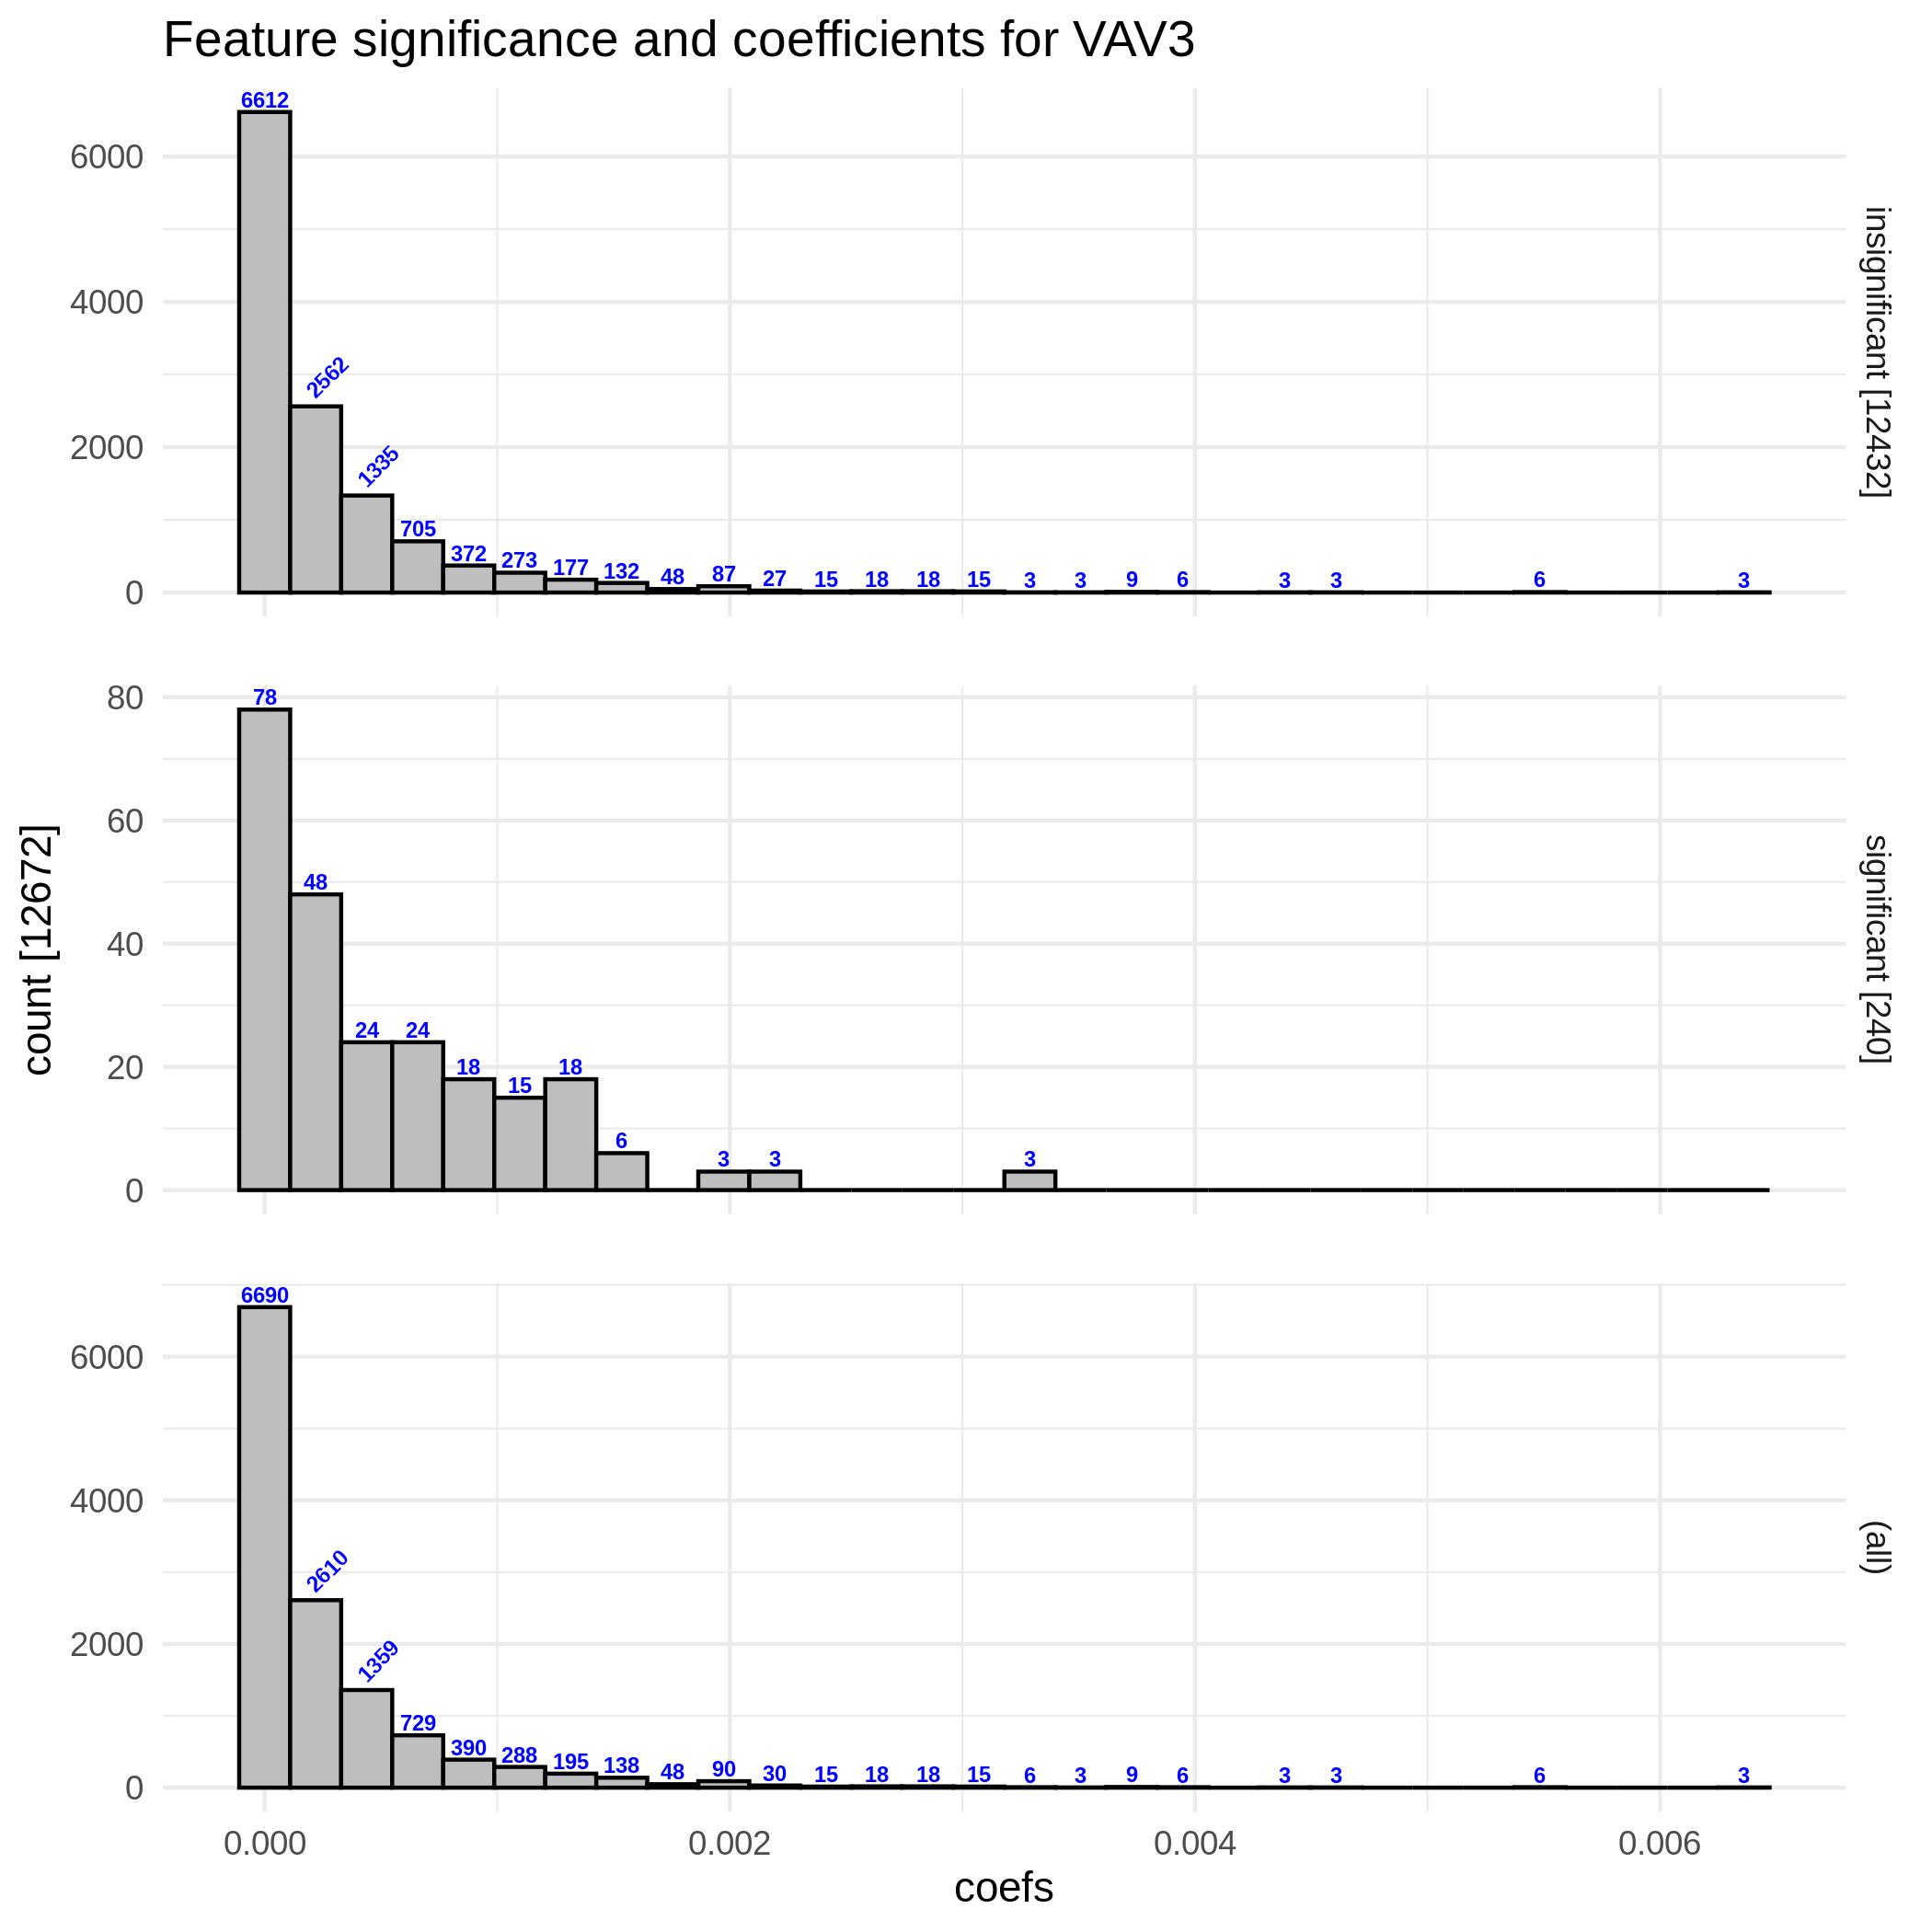 Feature significance and coefficients for VAV3
6612
6000
4000
2562
2000
1335
705
372 273 177 132 48 87 27 15 18 18 15 3 3 9 6 3 3 6 3
0
insignificant [12432]
80
78
60
48
40
24 24
20
18 15 18
6
3 3 3
0
significant [240]
count [12672]
6690
6000
4000
2610
2000
1359
729
390 288 195 138 48 90 30 15 18 18 15 6 3 9 6 3 3 6 3
0
(all)
0.000 0.002 0.004 0.006
coefs